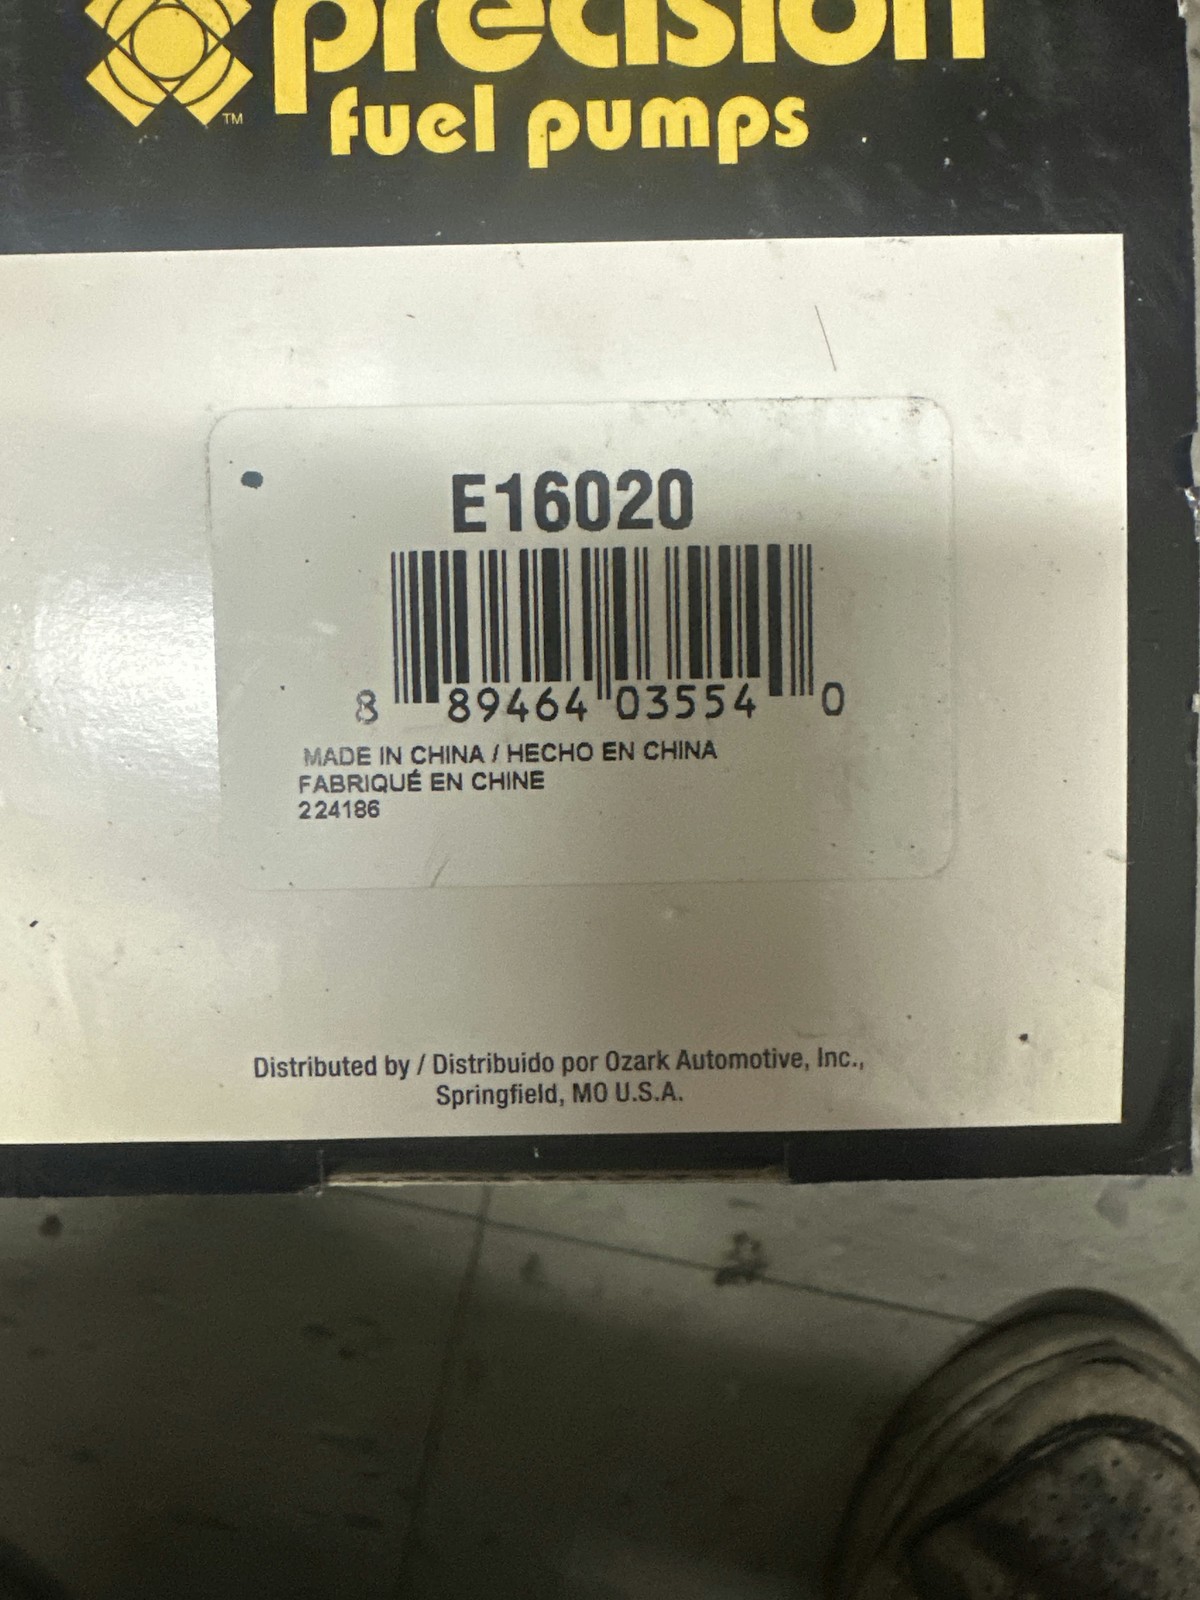 precision
TM
fuel pumps
E16020
8 89464 03554 0
MADE IN CHINA / HECHO EN CHINA
FABRIQUÉ EN CHINE
224186
Distributed by / Distribuido por Ozark Automotive, Inc.,
Springfield, MO U.S.A.